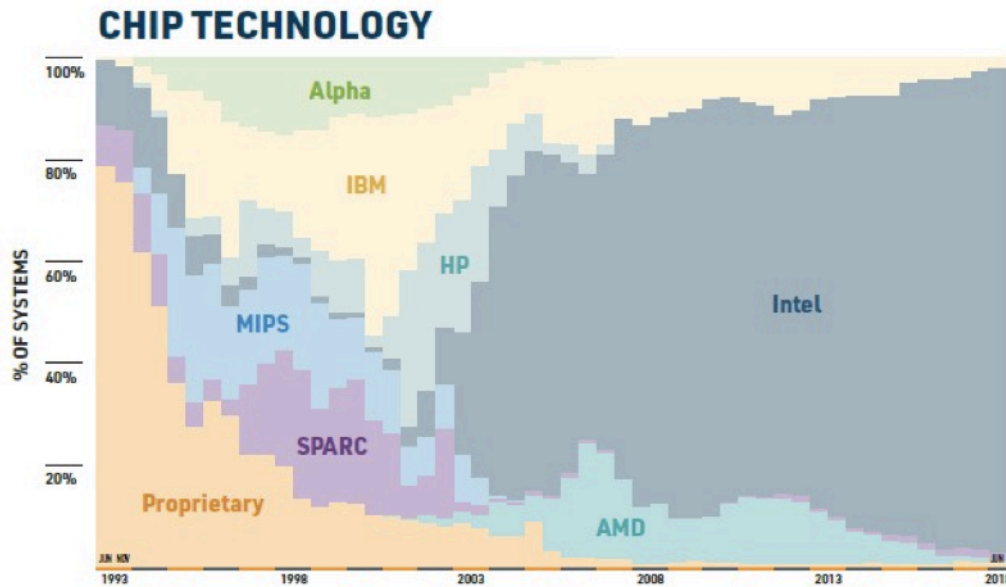 CHIP TECHNOLOGY
100%
80%
60%
40%
20%
% OF SYSTEMS
Alpha
IBM
HP
MIPS
Intel
SPARC
Proprietary
AMD
JUN NOV
JUN
1993
1998
2003
2008
2013